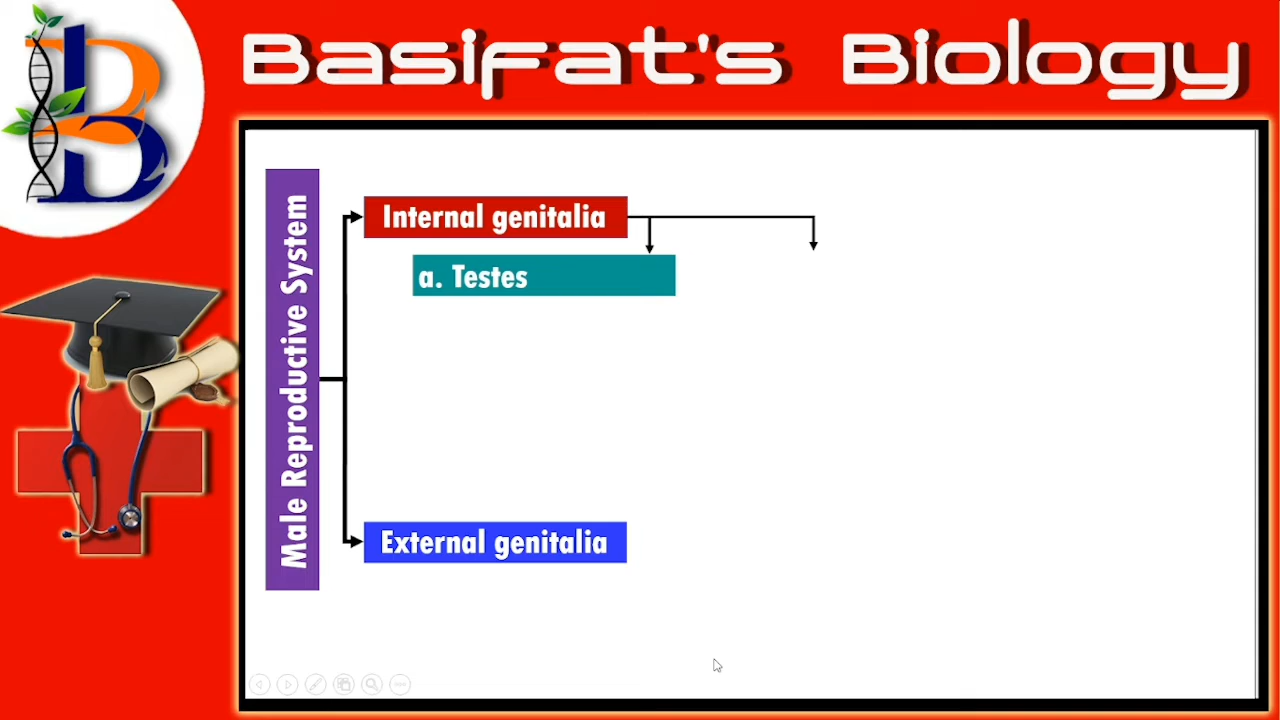 Basifat's Biology
Male Reproductive System
Internal genitalia
a. Testes
External genitalia